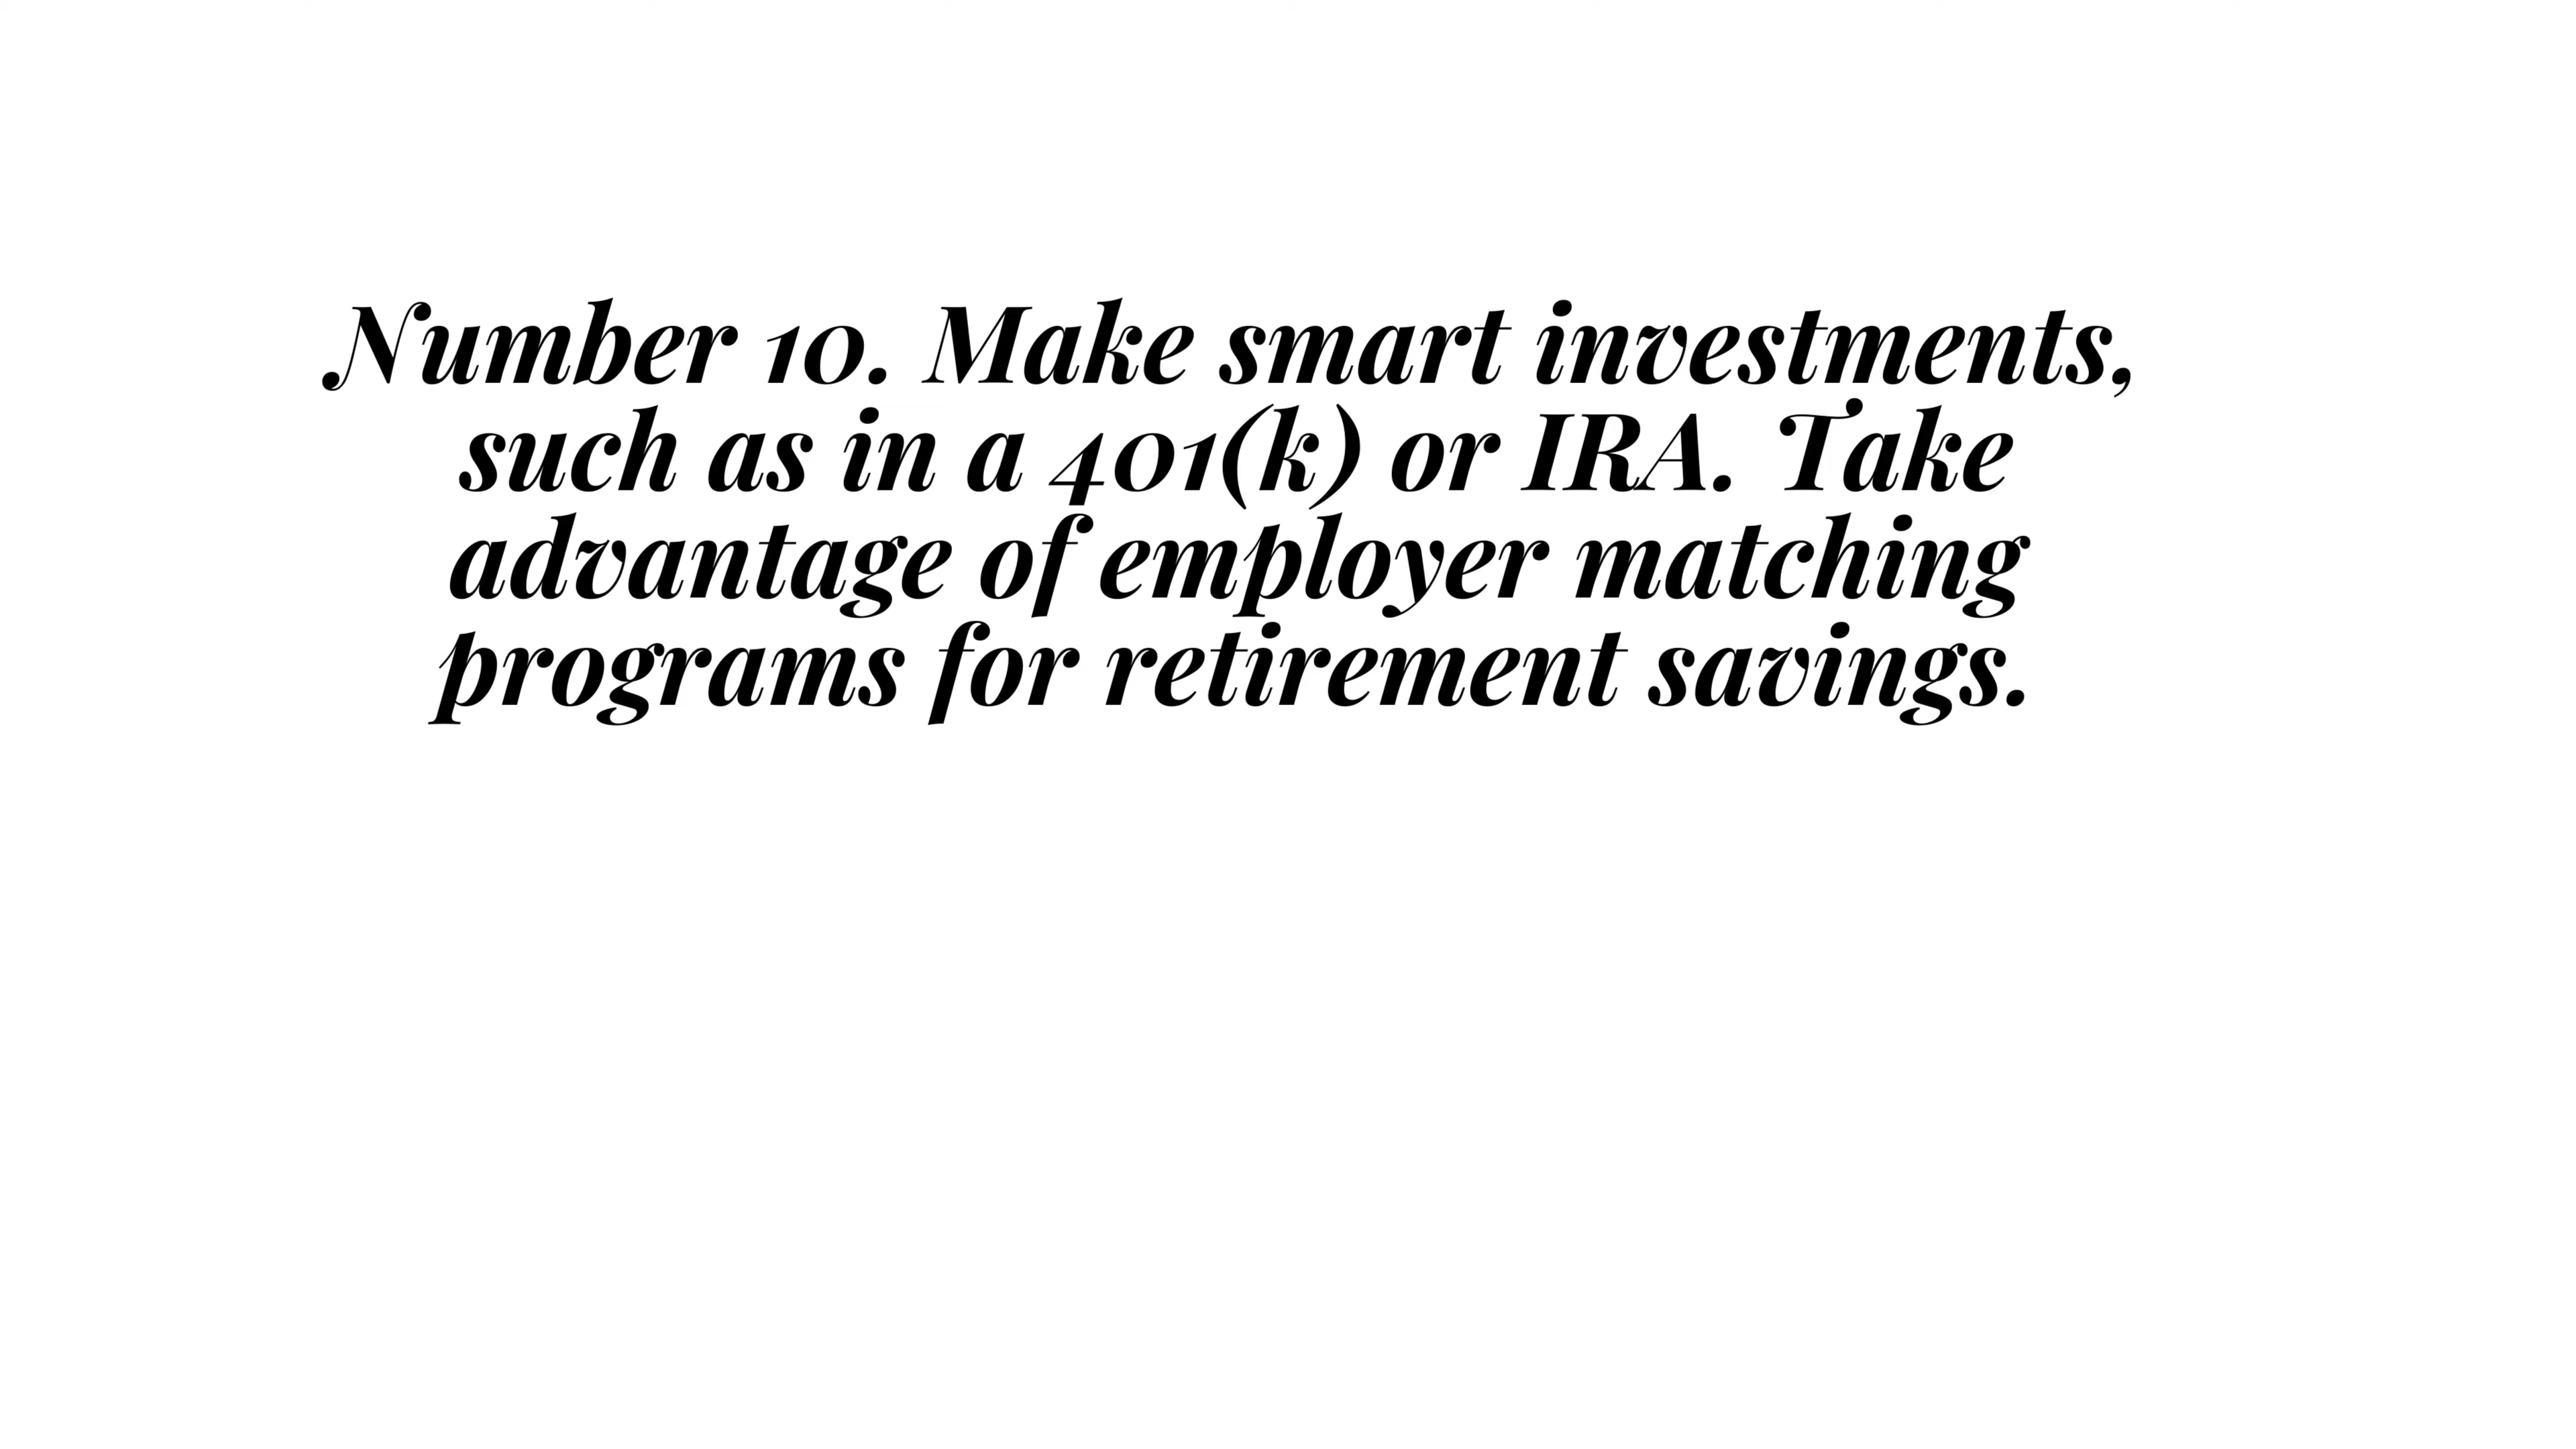 Number 10. Make smart investments,
such as in a 401(k) or IRA. Take
advantage of employer matching
programs for retirement savings.